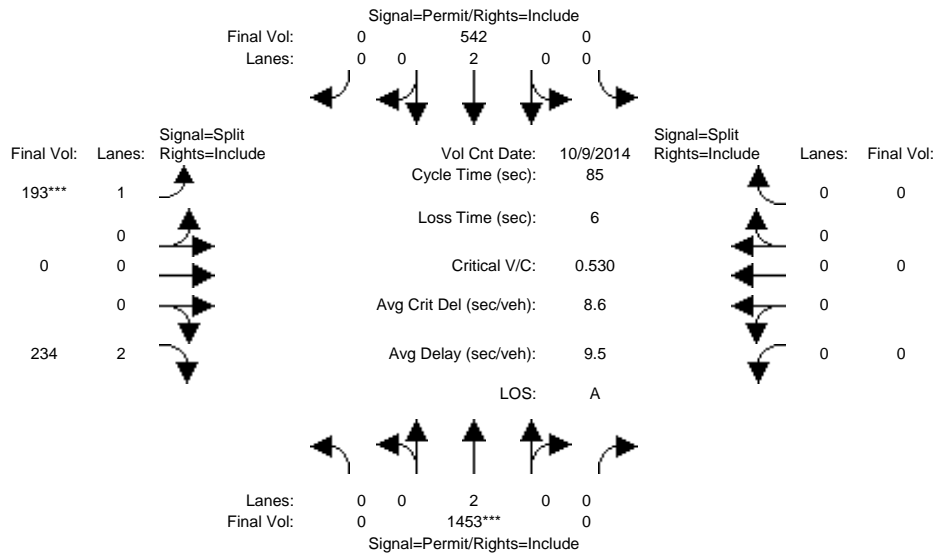 Signal=Permit/Rights=Include
Final Vol: 0 542 0
Lanes: 0 0 2 0 0
Signal=Split Signal=Split
Final Vol: Lanes: Rights=Include Vol Cnt Date: 10/9/2014 Rights=Include Lanes: Final Vol:
Cycle Time (sec): 85
193*** 1 0 0
Loss Time (sec): 6
0 0
0 0 Critical V/C: 0.530 0 0
0 Avg Crit Del (sec/veh): 8.6 0
234 2 Avg Delay (sec/veh): 9.5 0 0
LOS: A
Lanes: 0 0 2 0 0
Final Vol: 0 1453*** 0
Signal=Permit/Rights=Include